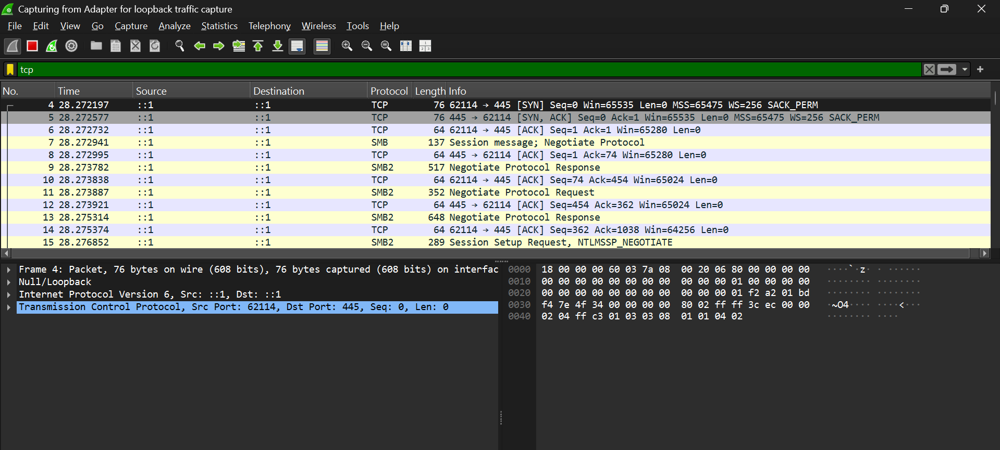 Capturing from Adapter for loopback traffic capture
File Edit View Go Capture Analyze Statistics Telephony Wireless Tools Help
tcp
No. Time Source Destination Protocol Length Info
4 28.272197 ::1 ::1 TCP 76 62114 → 445 [SYN] Seq=0 Win=65535 Len=0 MSS=65475 WS=256 SACK_PERM
5 28.272577 ::1 ::1 TCP 76 445 → 62114 [SYN, ACK] Seq=0 Ack=1 Win=65535 Len=0 MSS=65475 WS=256 SACK_PERM
6 28.272732 ::1 ::1 TCP 64 62114 → 445 [ACK] Seq=1 Ack=1 Win=65280 Len=0
7 28.272941 ::1 ::1 SMB 137 Session message; Negotiate Protocol
8 28.272995 ::1 ::1 TCP 64 445 → 62114 [ACK] Seq=1 Ack=74 Win=65280 Len=0
9 28.273782 ::1 ::1 SMB2 517 Negotiate Protocol Response
10 28.273838 ::1 ::1 TCP 64 62114 → 445 [ACK] Seq=74 Ack=454 Win=65024 Len=0
11 28.273887 ::1 ::1 SMB2 352 Negotiate Protocol Request
12 28.273921 ::1 ::1 TCP 64 445 → 62114 [ACK] Seq=454 Ack=362 Win=65024 Len=0
13 28.275314 ::1 ::1 SMB2 648 Negotiate Protocol Response
14 28.275374 ::1 ::1 TCP 64 62114 → 445 [ACK] Seq=362 Ack=1038 Win=64256 Len=0
15 28.276852 ::1 ::1 SMB2 289 Session Setup Request, NTLMSSP_NEGOTIATE
Frame 4: Packet, 76 bytes on wire (608 bits), 76 bytes captured (608 bits) on interfac
Null/Loopback
Internet Protocol Version 6, Src: ::1, Dst: ::1
Transmission Control Protocol, Src Port: 62114, Dst Port: 445, Seq: 0, Len: 0
0000 18 00 00 00 60 03 7a 08 00 20 06 80 00 00 00 00 ····`·z· · ······
0010 00 00 00 00 00 00 00 00 00 00 00 01 00 00 00 00 ········ ········
0020 00 00 00 00 00 00 00 00 00 00 00 01 f2 a2 01 bd ········ ········
0030 f4 7e 4f 34 00 00 00 00 80 02 ff ff 3c ec 00 00 ·~O4···· ····<···
0040 02 04 ff c3 01 03 03 08 01 01 04 02 ········ ····